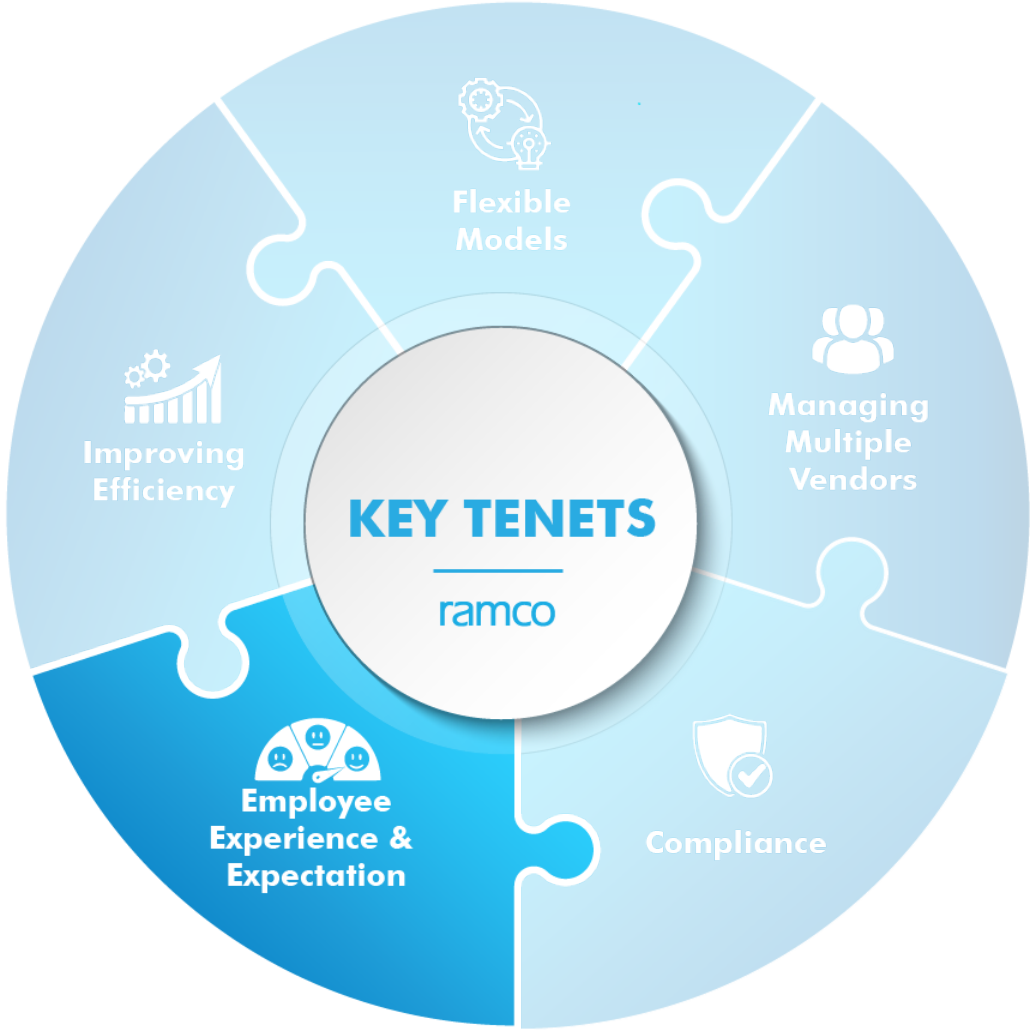 Flexible
Models
Managing
Multiple
Vendors
Improving
Efficiency
KEY TENETS
ramco
Employee
Experience &
Expectation
Compliance